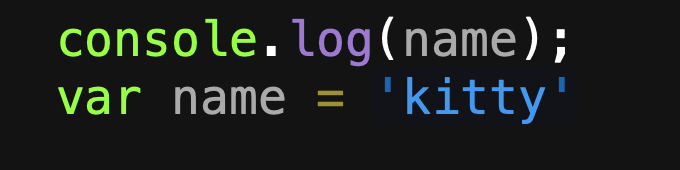 console.log(name);
var name = 'kitty'